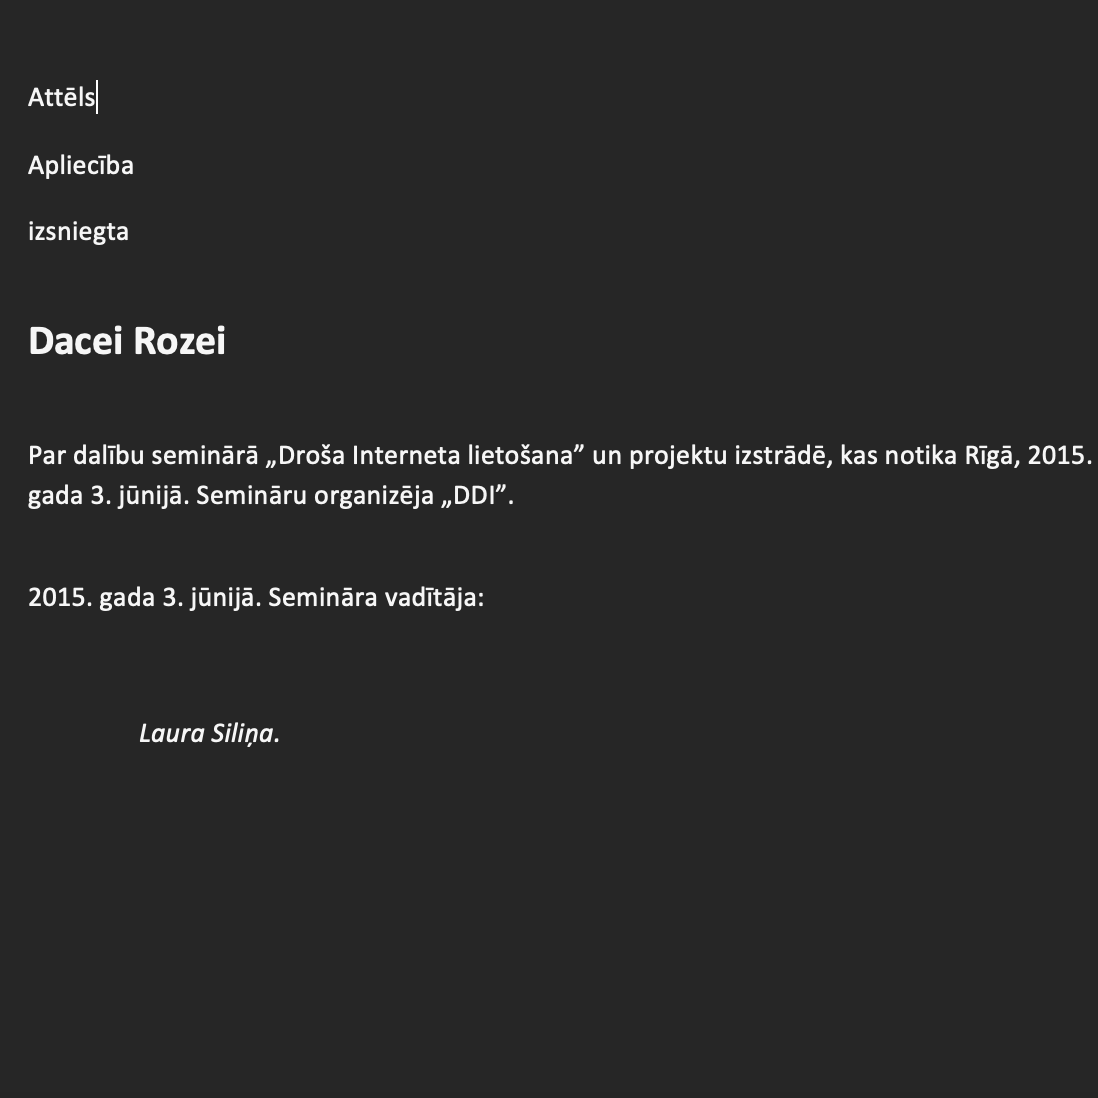 Attēls
Apliecība
izsniegta
Dacei Rozei
Par dalību seminārā „Droša Interneta lietošana” un projektu izstrādē, kas notika Rīgā, 2015.
gada 3. jūnijā. Semināru organizēja „DDI”.
2015. gada 3. jūnijā. Semināra vadītāja:
Laura Siliņa.